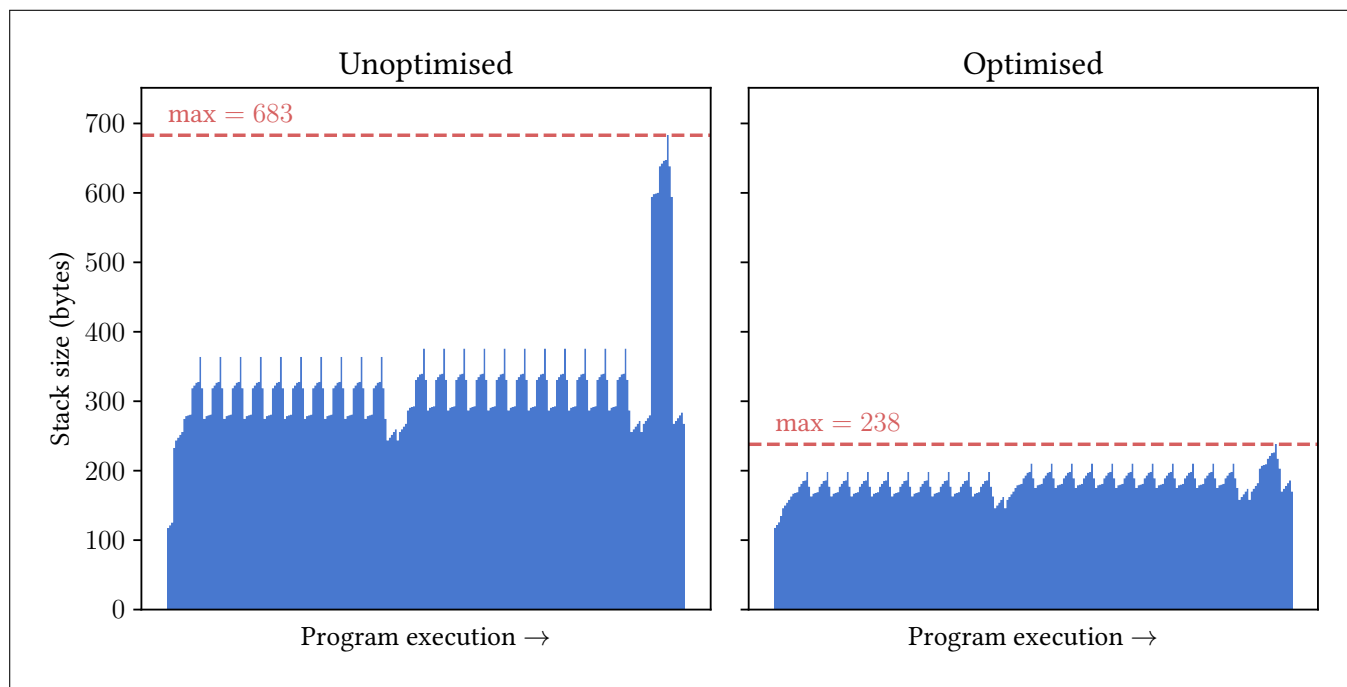 Unoptimised
Optimised
max = 683
max = 238
Stack size (bytes)
700
600
500
400
300
200
100
0
Program execution →
Program execution →